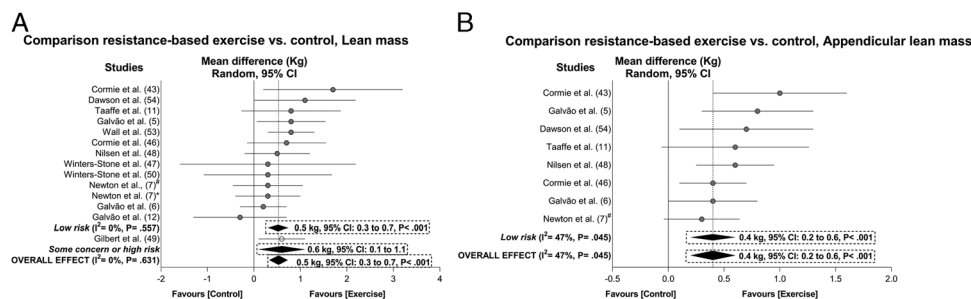 A
Comparison resistance-based exercise vs. control, Lean mass
Studies
Mean difference (Kg)
Random, 95% CI
Cormie et al. (43)
Dawson et al. (54)
Taaffe et al. (11)
Galvão et al. (5)
Wall et al. (53)
Cormie et al. (46)
Nilsen et al. (48)
Winters-Stone et al. (47)
Winters-Stone et al. (50)
Newton et al., (7)#
Newton et al. (7)*
Galvão et al. (6)
Galvão et al. (12)
Low risk (I²= 0%, P= .557)
0.5 kg, 95% CI: 0.3 to 0.7, P< .001
Gilbert et al. (49)
Some concern or high risk
0.6 kg, 95% CI: 0.1 to 1.1
OVERALL EFFECT (I²= 0%, P= .631)
0.5 kg, 95% CI: 0.3 to 0.7, P< .001
-2 0 2 4
Favours [Control] Favours [Exercise]
B
Comparison resistance-based exercise vs. control, Appendicular lean mass
Studies
Mean difference (Kg)
Random, 95% CI
Cormie et al. (43)
Galvão et al. (5)
Dawson et al. (54)
Taaffe et al. (11)
Nilsen et al. (48)
Cormie et al. (46)
Galvão et al. (6)
Newton et al. (7)#
Low risk (I²= 47%, P= .045)
0.4 kg, 95% CI: 0.2 to 0.6, P< .001
OVERALL EFFECT (I²= 47%, P= .045)
0.4 kg, 95% CI: 0.2 to 0.6, P< .001
-0.5 0.0 0.5 1.0 1.5 2.0
Favours [Control] Favours [Exercise]